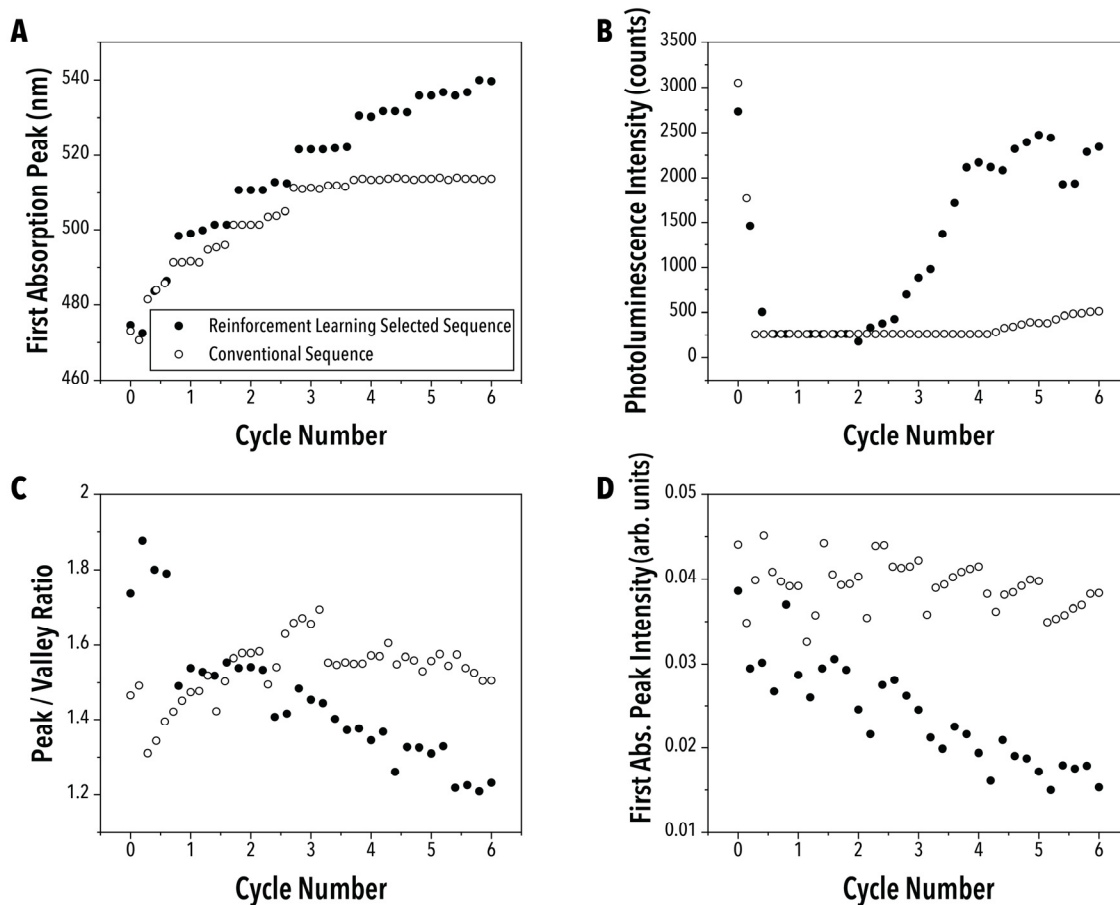 A
First Absorption Peak (nm)
540
520
500
480
460
Reinforcement Learning Selected Sequence
Conventional Sequence
0 1 2 3 4 5 6
Cycle Number
B
Photoluminescence Intensity (counts)
3500
3000
2500
2000
1500
1000
500
0
0 1 2 3 4 5 6
Cycle Number
C
Peak / Valley Ratio
2
1.8
1.6
1.4
1.2
0 1 2 3 4 5 6
Cycle Number
D
First Abs. Peak Intensity (arb. units)
0.05
0.04
0.03
0.02
0.01
0 1 2 3 4 5 6
Cycle Number